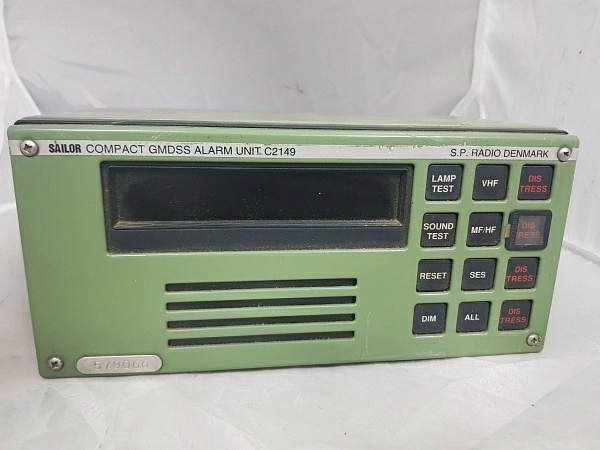 SAILOR COMPACT GMDSS ALARM UNIT C2149 S.P. RADIO DENMARK
LAMP TEST
VHF
DIS TRESS
SOUND TEST
MF/HF
DIS TRESS
RESET
SES
DIS TRESS
DIM
ALL
DIS TRESS
579066